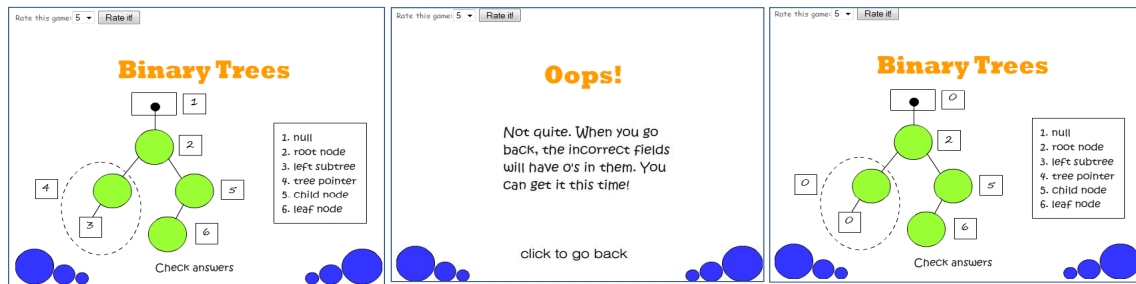 Rate this game: 5 Rate it!
Binary Trees
1
2
4
5
3
6
1. null
2. root node
3. left subtree
4. tree pointer
5. child node
6. leaf node
Check answers
Rate this game: 5 Rate it!
Oops!
Not quite. When you go
back, the incorrect fields
will have 0's in them. You
can get it this time!
click to go back
Rate this game: 5 Rate it!
Binary Trees
0
2
0
5
0
6
1. null
2. root node
3. left subtree
4. tree pointer
5. child node
6. leaf node
Check answers